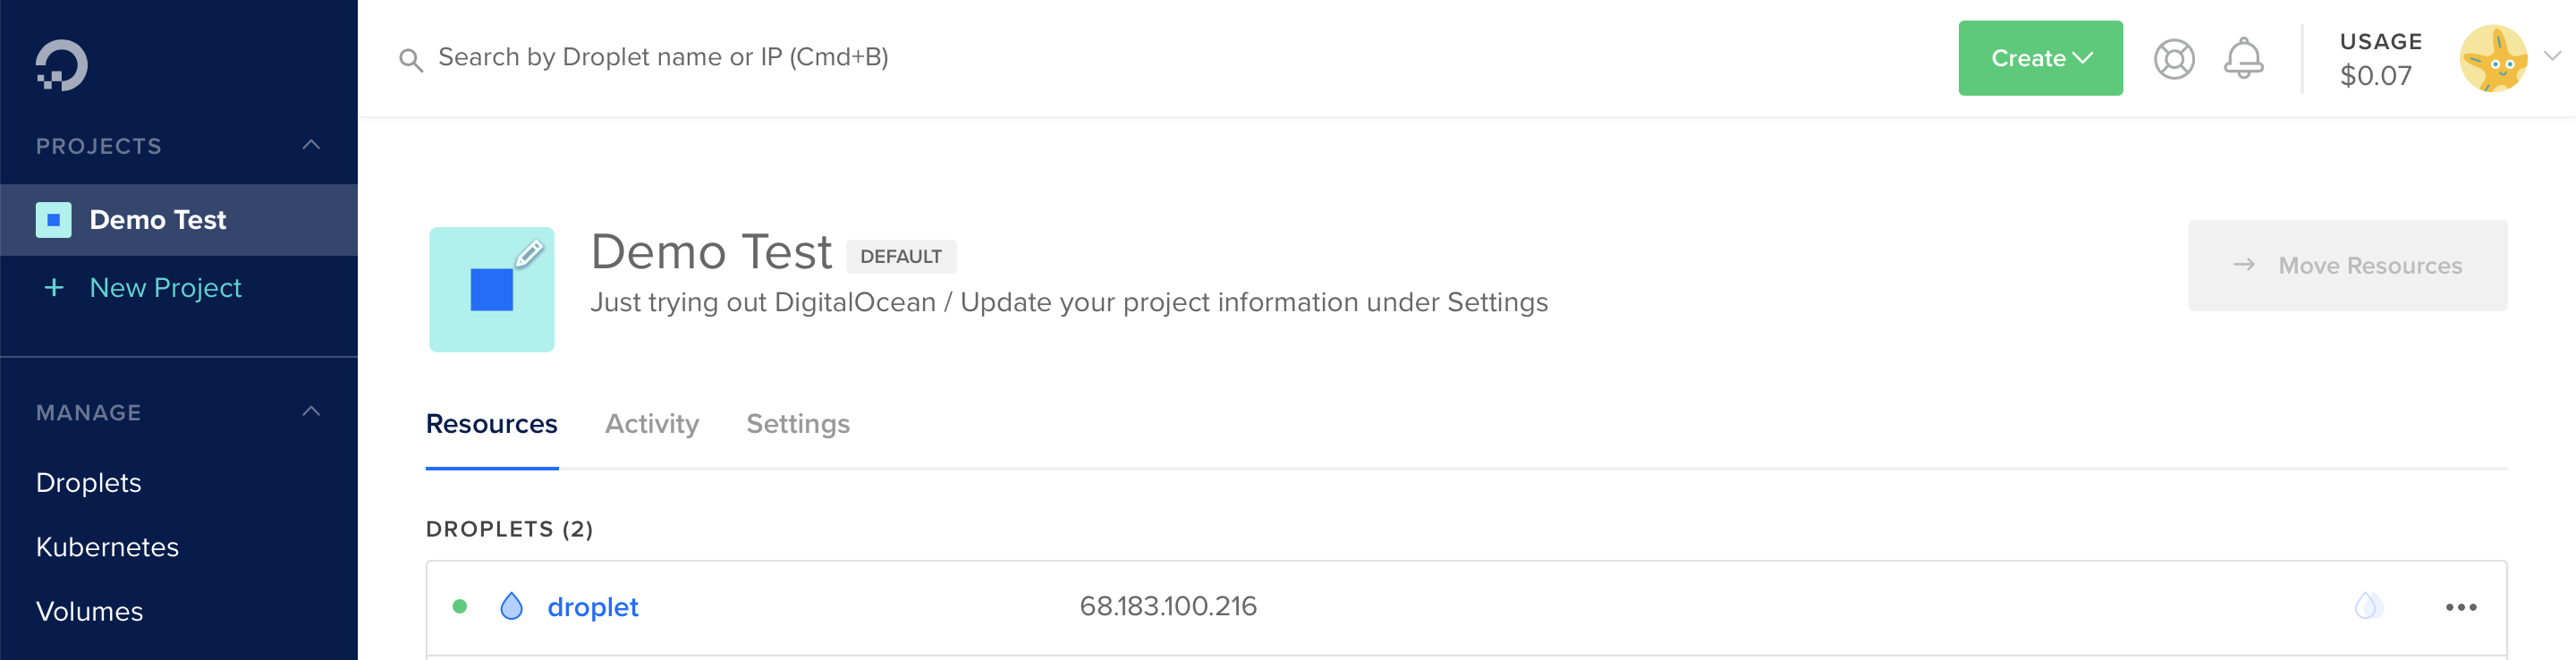 Search by Droplet name or IP (Cmd+B)
Create
USAGE
$0.07
PROJECTS
Demo Test
New Project
MANAGE
Droplets
Kubernetes
Volumes
Demo Test DEFAULT
Just trying out DigitalOcean / Update your project information under Settings
Move Resources
Resources Activity Settings
DROPLETS (2)
droplet 68.183.100.216